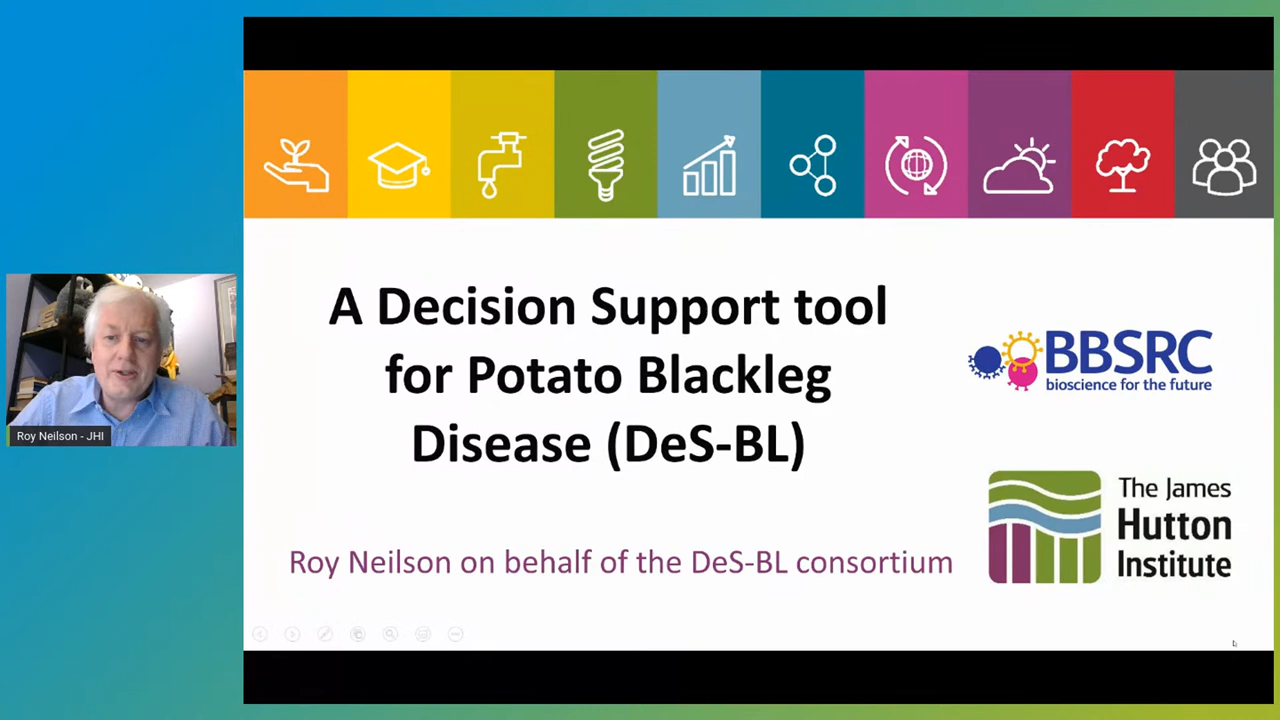 A Decision Support tool
for Potato Blackleg
Disease (DeS-BL)
Roy Neilson on behalf of the DeS-BL consortium
BBSRC
bioscience for the future
The James
Hutton
Institute
Roy Neilson - JHI